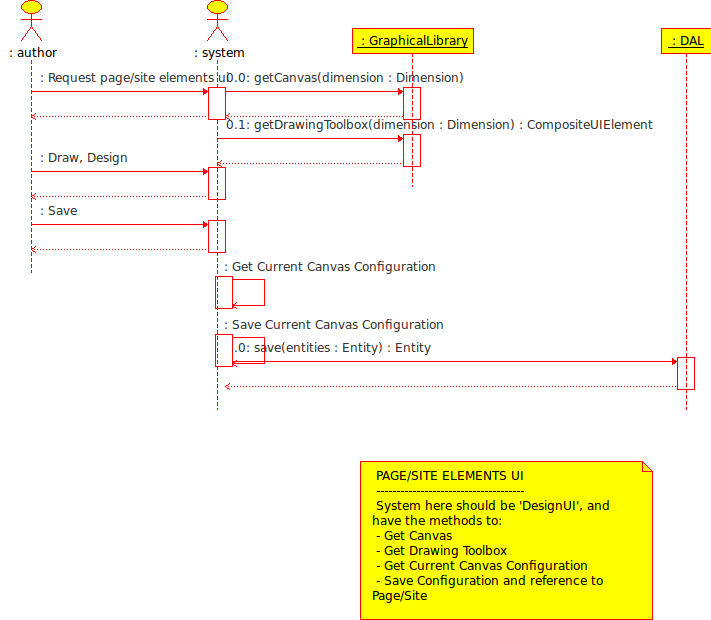 : author
: system
: GraphicalLibrary
: DAL
: Request page/site elements ui
0.0: getCanvas(dimension : Dimension)
0.1: getDrawingToolbox(dimension : Dimension) : CompositeUIElement
: Draw, Design
: Save
: Get Current Canvas Configuration
: Save Current Canvas Configuration
.0: save(entities : Entity) : Entity
PAGE/SITE ELEMENTS UI
-------------------------------------
System here should be 'DesignUI', and
have the methods to:
- Get Canvas
- Get Drawing Toolbox
- Get Current Canvas Configuration
- Save Configuration and reference to
Page/Site